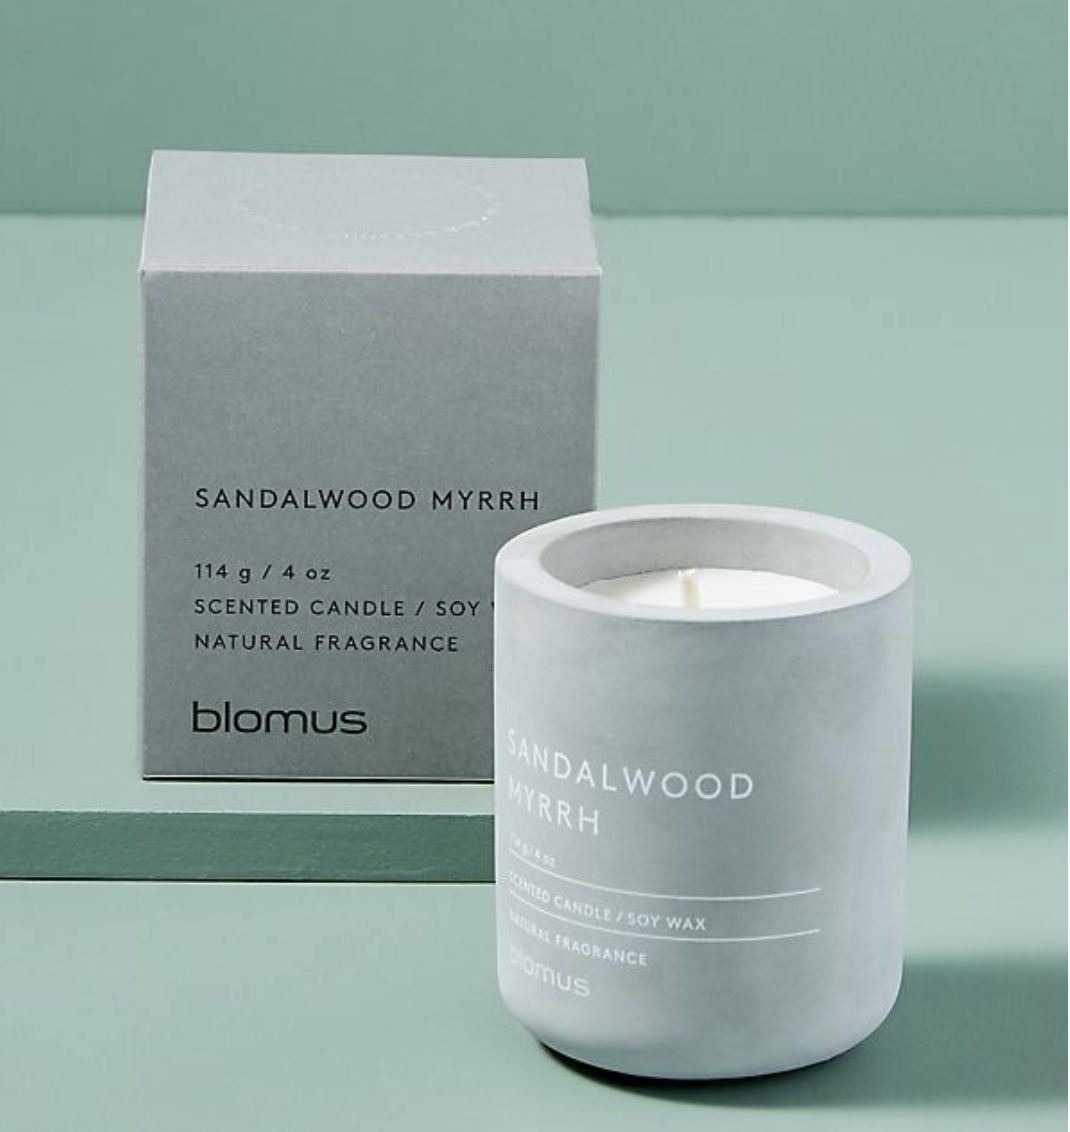 SANDALWOOD MYRRH
114 g / 4 oz
SCENTED CANDLE / SOY
NATURAL FRAGRANCE
blomus
SANDALWOOD
MYRRH
114 g / 4 oz
SCENTED CANDLE / SOY WAX
NATURAL FRAGRANCE
blomus